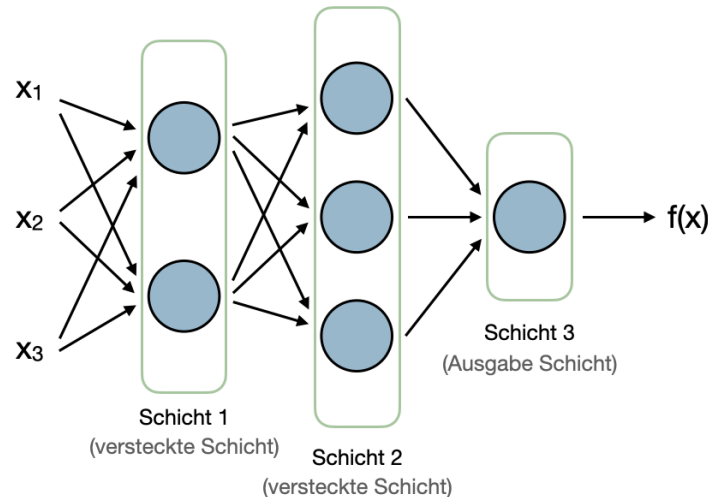 x₁
x₂
x₃
Schicht 1
(versteckte Schicht)
Schicht 2
(versteckte Schicht)
Schicht 3
(Ausgabe Schicht)
f(x)